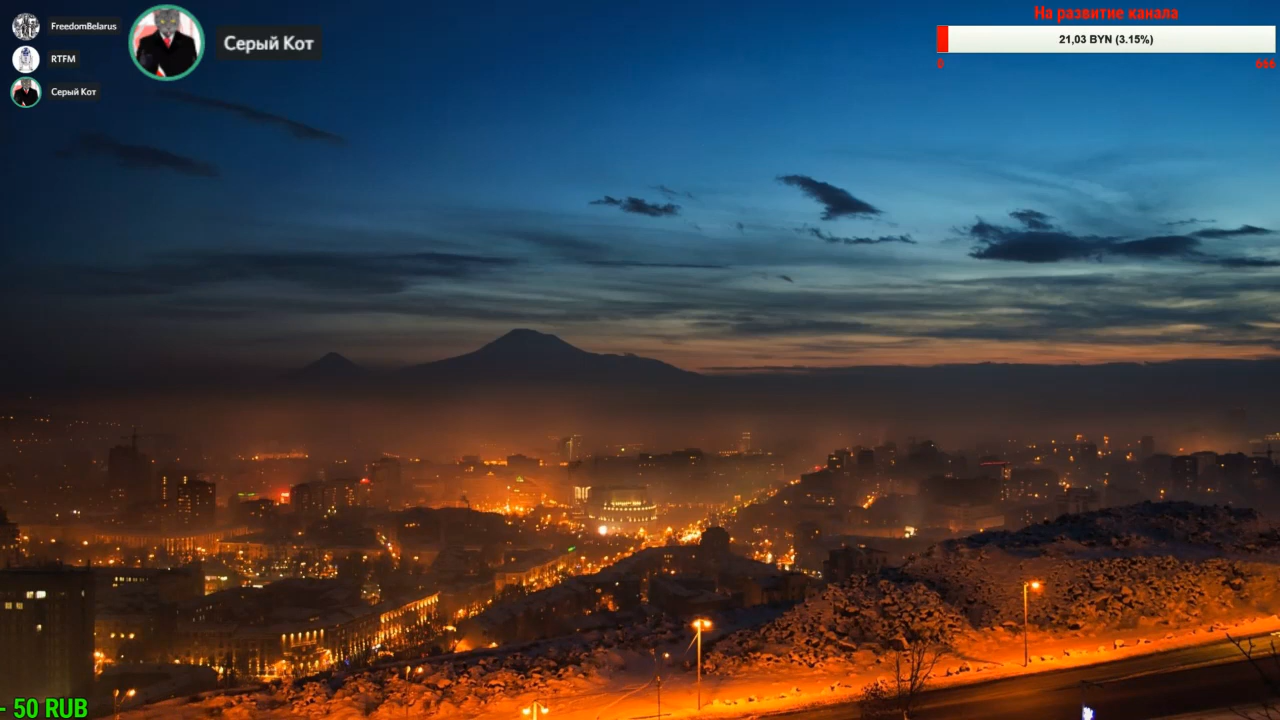 FreedomBelarus
RTFM
Серый Кот
Серый Кот
На развитие канала
21,03 BYN (3.15%)
0
666
- 50 RUB